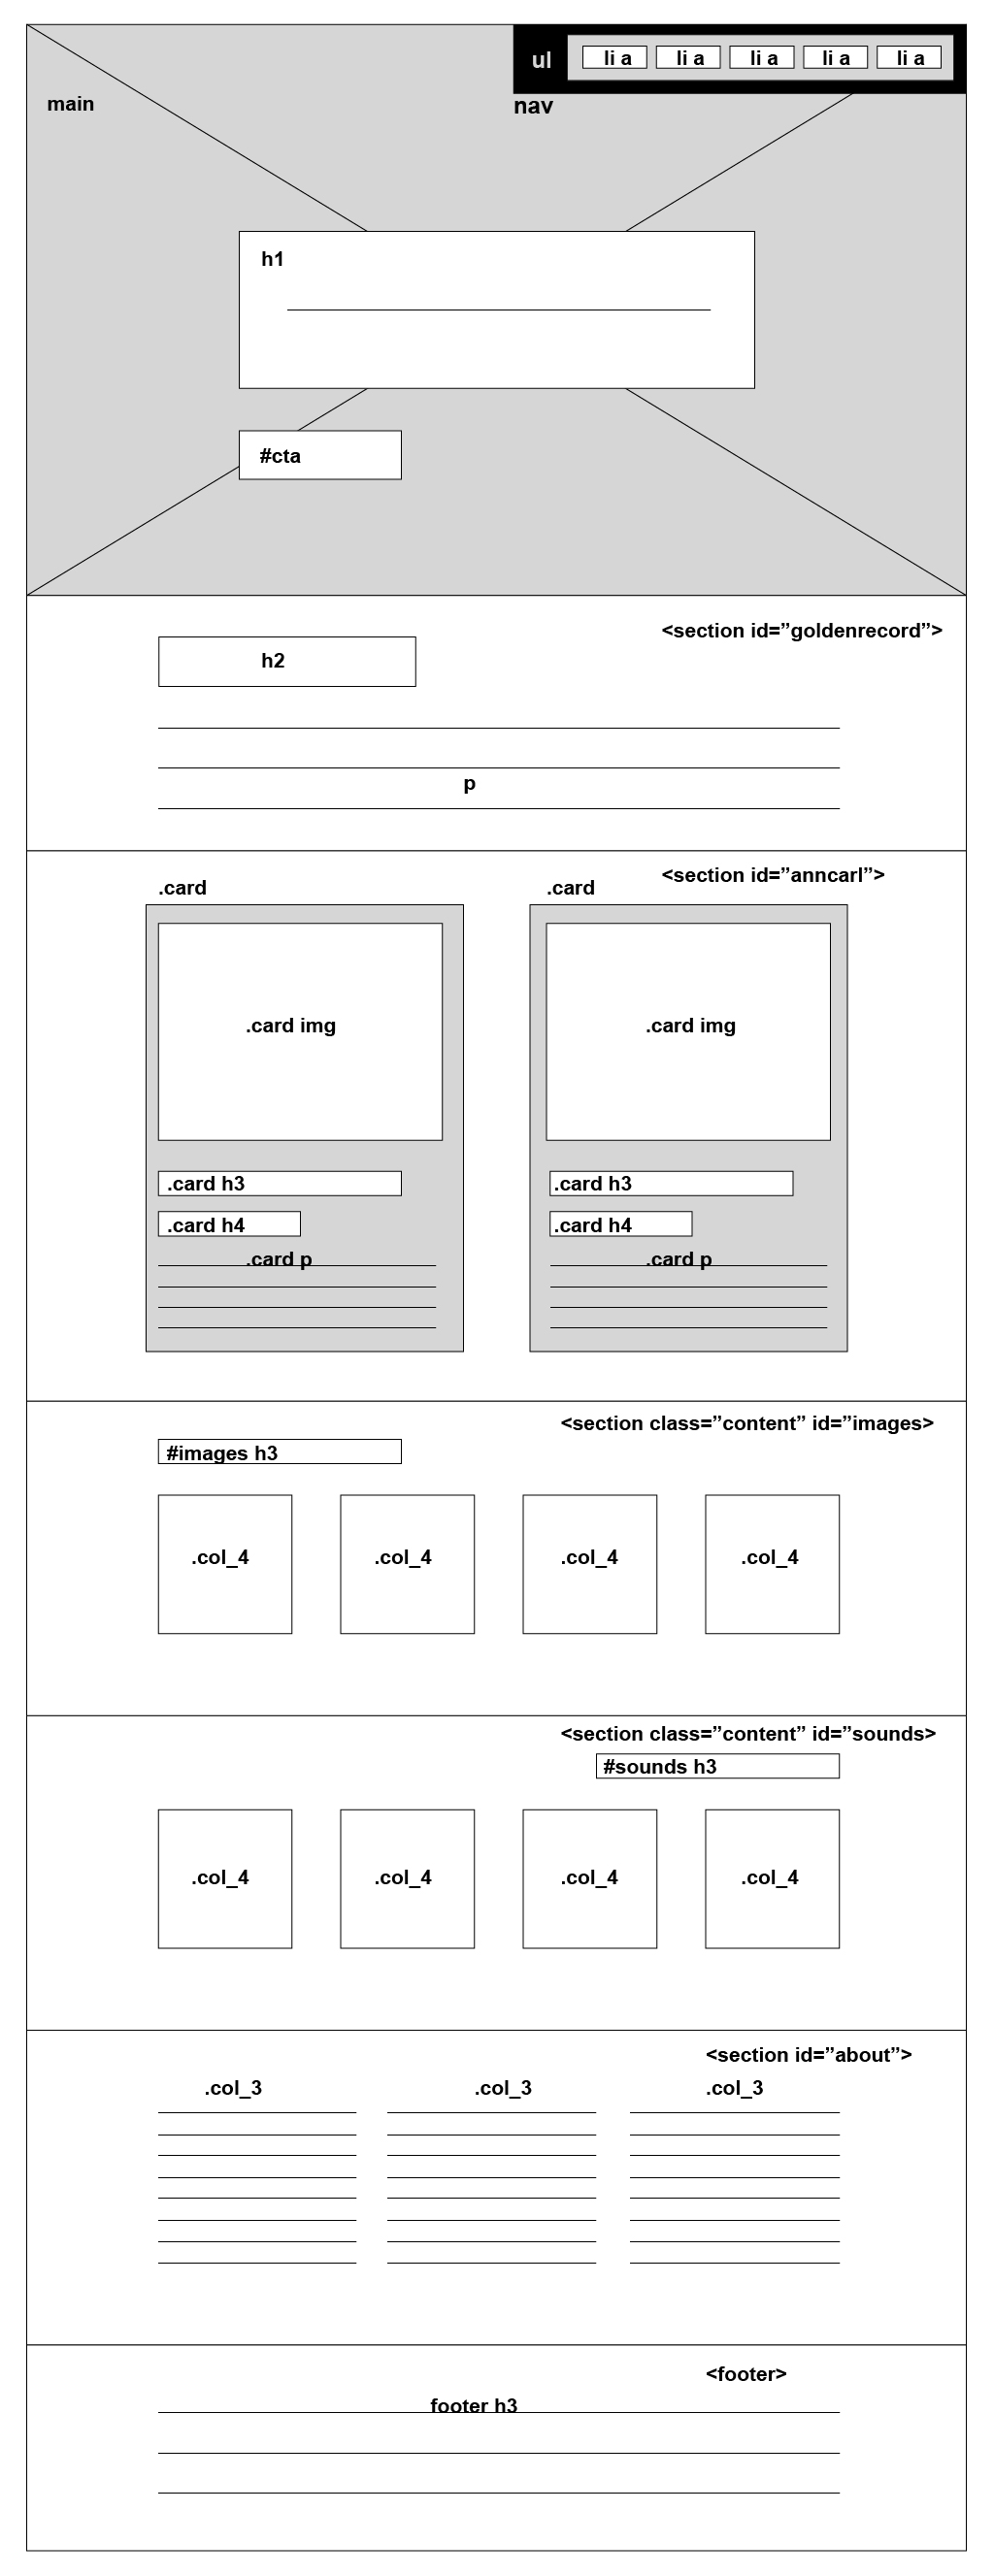 ul
li a
li a
li a
li a
li a
main
nav
h1
#cta
<section id=”goldenrecord”>
h2
p
<section id=”anncarl”>
.card
.card
.card img
.card img
.card h3
.card h3
.card h4
.card h4
.card p
.card p
<section class=”content” id=”images>
#images h3
.col_4
.col_4
.col_4
.col_4
<section class=”content” id=”sounds>
#sounds h3
.col_4
.col_4
.col_4
.col_4
<section id=”about”>
.col_3
.col_3
.col_3
<footer>
footer h3